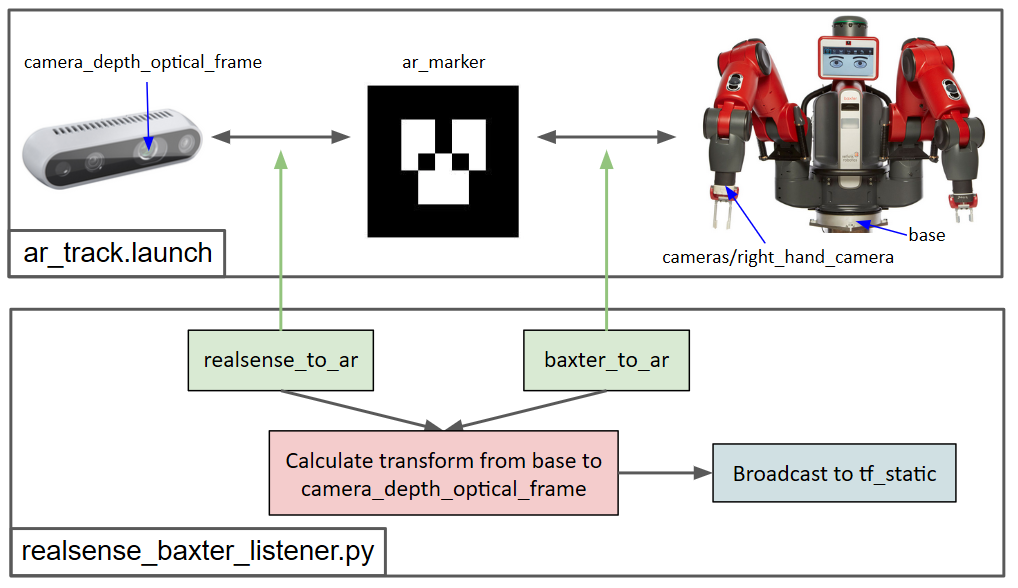 camera_depth_optical_frame
ar_marker
base
cameras/right_hand_camera
ar_track.launch
realsense_to_ar
baxter_to_ar
Calculate transform from base to
camera_depth_optical_frame
Broadcast to tf_static
realsense_baxter_listener.py